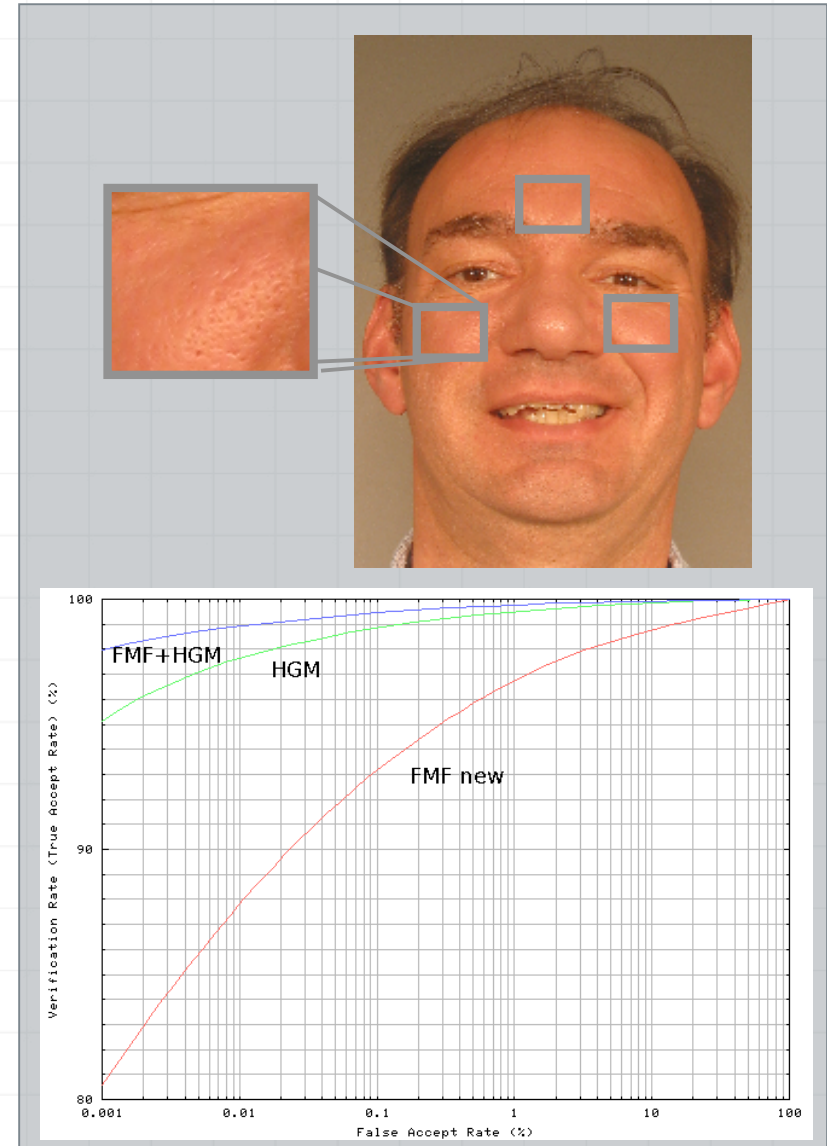 100
FMF+HGM
HGM
FMF new
90
80
Verification Rate (True Accept Rate) (%)
0.001 0.01 0.1 1 10 100
False Accept Rate (%)